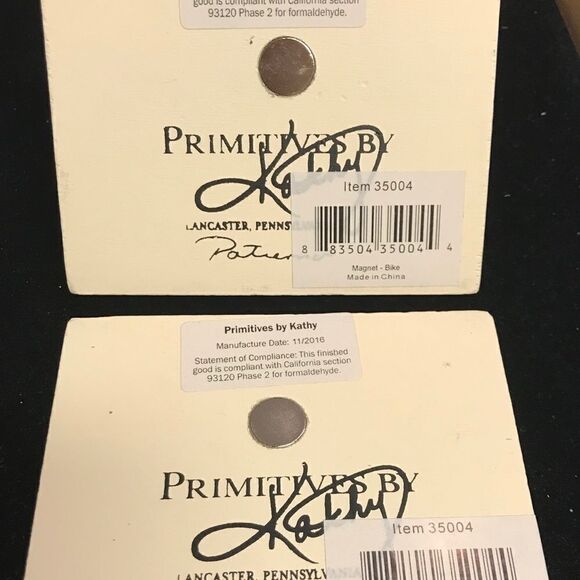 good is compliant with California section
93120 Phase 2 for formaldehyde.
PRIMITIVES BY
Kathy
Item 35004
LANCASTER, PENNSYLVANIA
8 83504 35004 4
Magnet - Bike
Made in China
Primitives by Kathy
Manufacture Date: 11/2016
Statement of Compliance: This finished
good is compliant with California section
93120 Phase 2 for formaldehyde.
PRIMITIVES BY
Kathy
Item 35004
LANCASTER, PENNSYLVANIA